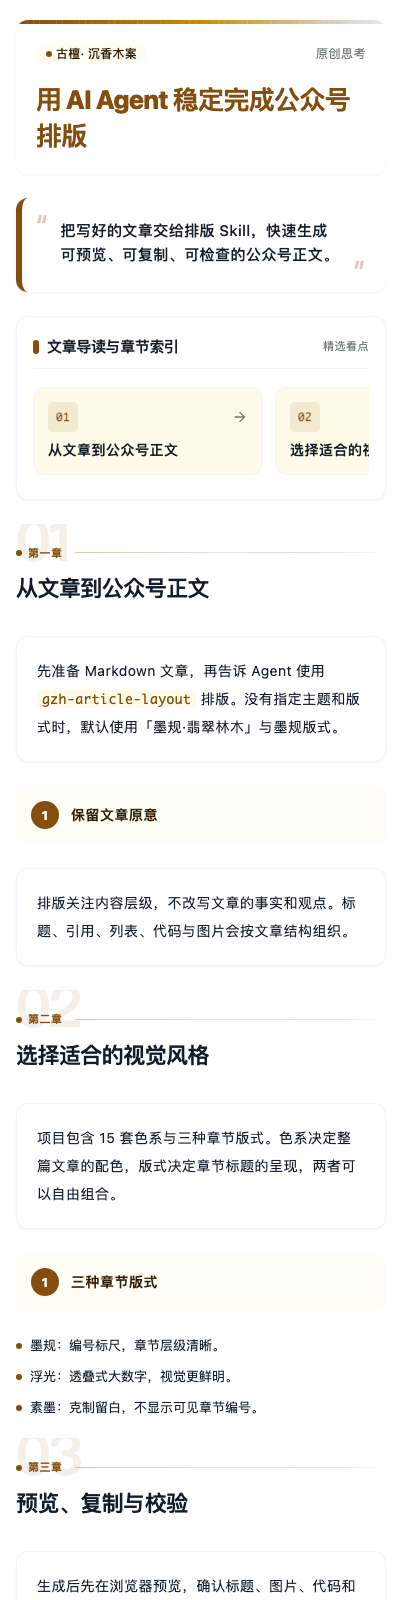 古檀· 沉香木案
原创思考
用 AI Agent 稳定完成公众号
排版
“
把写好的文章交给排版 Skill，快速生成
可预览、可复制、可检查的公众号正文。
”
文章导读与章节索引
精选看点
01
→
从文章到公众号正文
02
选择适合的视
01
第一章
从文章到公众号正文
先准备 Markdown 文章，再告诉 Agent 使用
gzh-article-layout 排版。没有指定主题和版
式时，默认使用「墨规·翡翠林木」与墨规版式。
1 保留文章原意
排版关注内容层级，不改写文章的事实和观点。标
题、引用、列表、代码与图片会按文章结构组织。
02
第二章
选择适合的视觉风格
项目包含 15 套色系与三种章节版式。色系决定整
篇文章的配色，版式决定章节标题的呈现，两者可
以自由组合。
1 三种章节版式
墨规：编号标尺，章节层级清晰。
浮光：透叠式大数字，视觉更鲜明。
素墨：克制留白，不显示可见章节编号。
03
第三章
预览、复制与校验
生成后先在浏览器预览，确认标题、图片、代码和